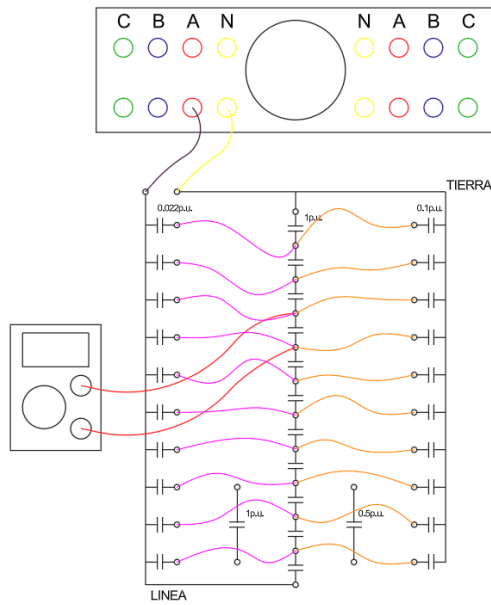 C B A N N A B C
TIERRA
0.022p.u. 1p.u. 0.1p.u.
1p.u. 0.5p.u.
LINEA